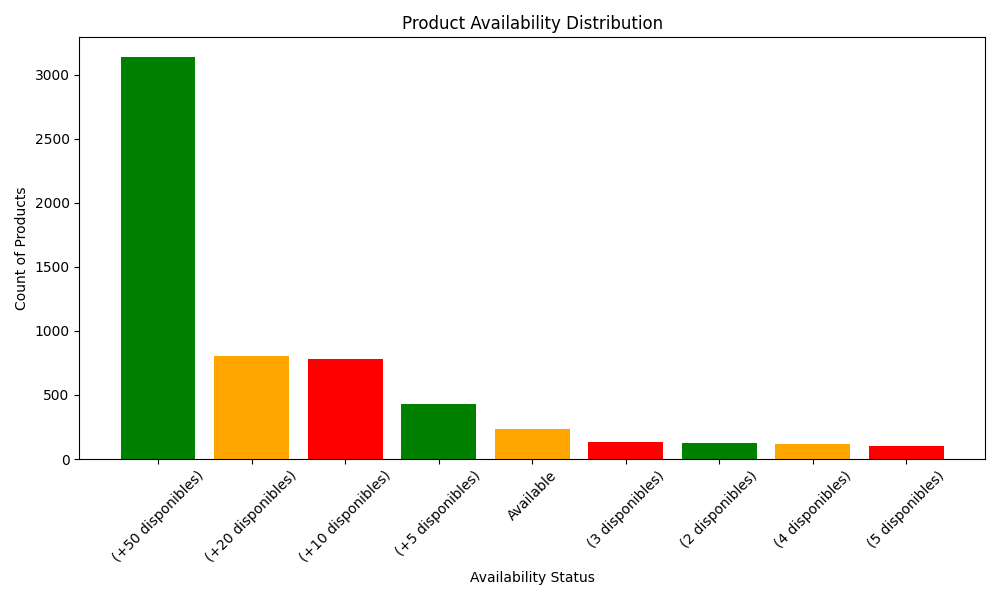 Product Availability Distribution
Count of Products
3000
2500
2000
1500
1000
500
0
(+50 disponibles)
(+20 disponibles)
(+10 disponibles)
(+5 disponibles)
Available
(3 disponibles)
(2 disponibles)
(4 disponibles)
(5 disponibles)
Availability Status